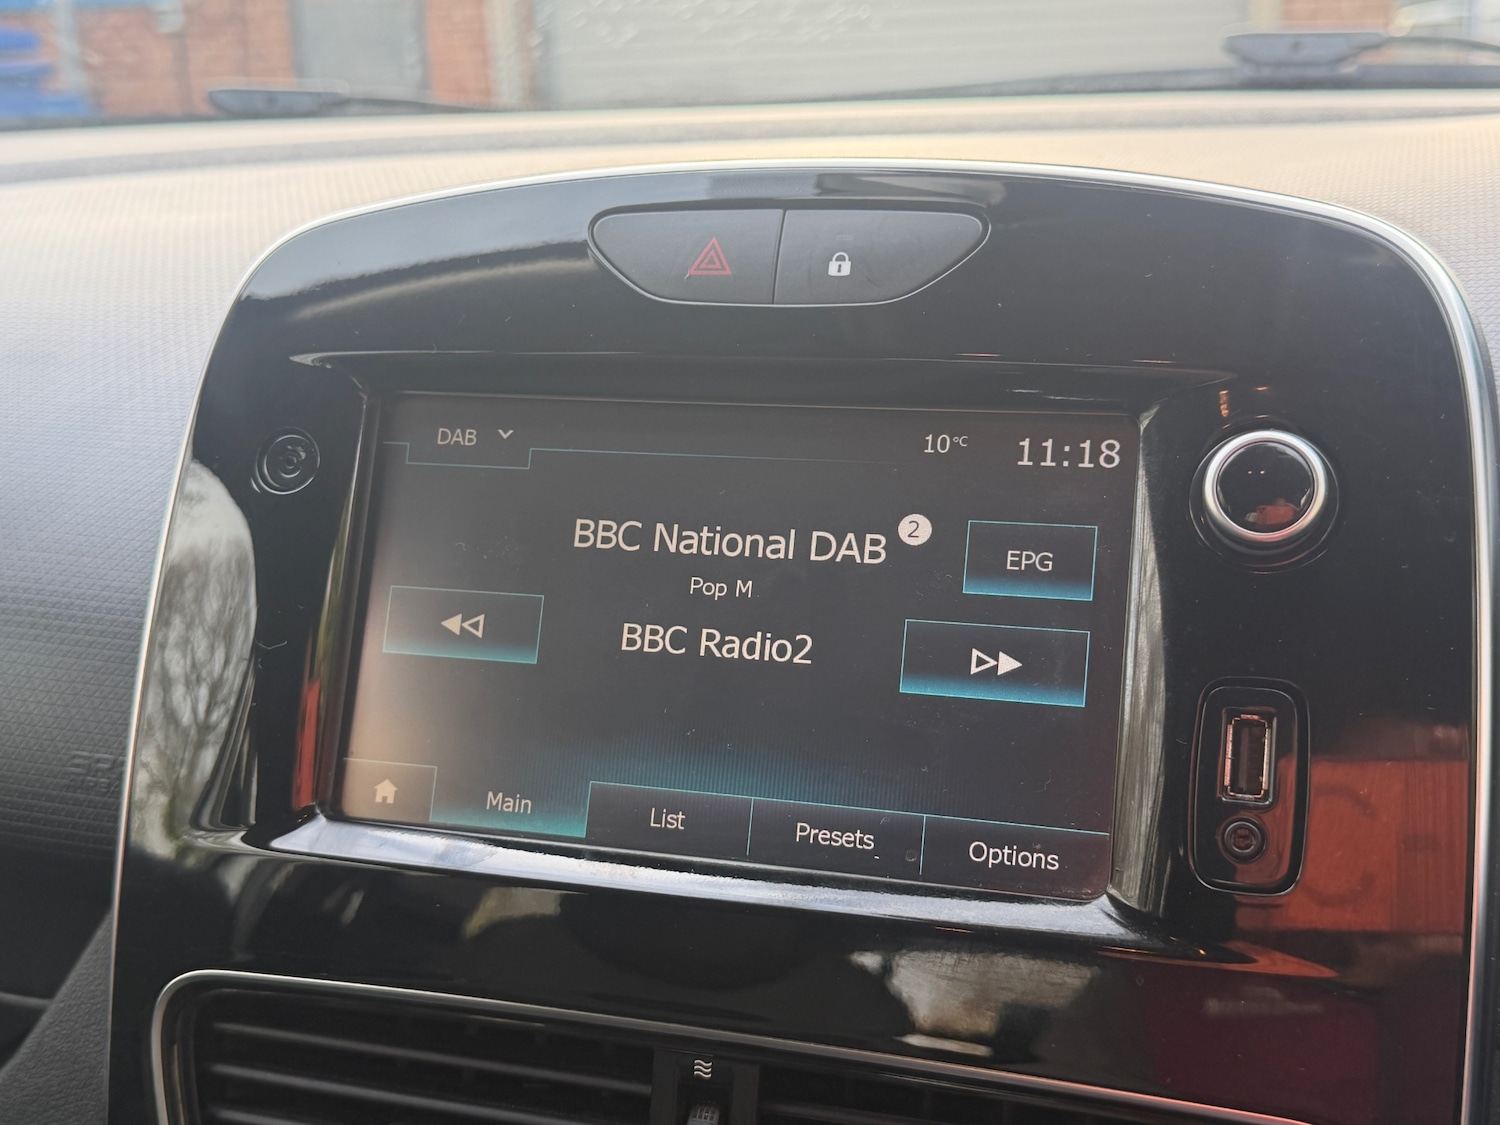 DAB
10°C
11:18
BBC National DAB 2
EPG
Pop M
BBC Radio2
Main
List
Presets
Options